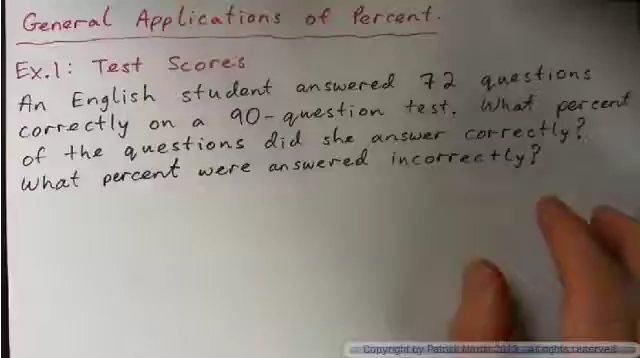 General Applications of Percent.
Ex.1: Test Scores
An English student answered 72 questions
correctly on a 90-question test. What percent
of the questions did she answer correctly?
What percent were answered incorrectly?
Copyright by Patrick Martin 2013 All rights reserved